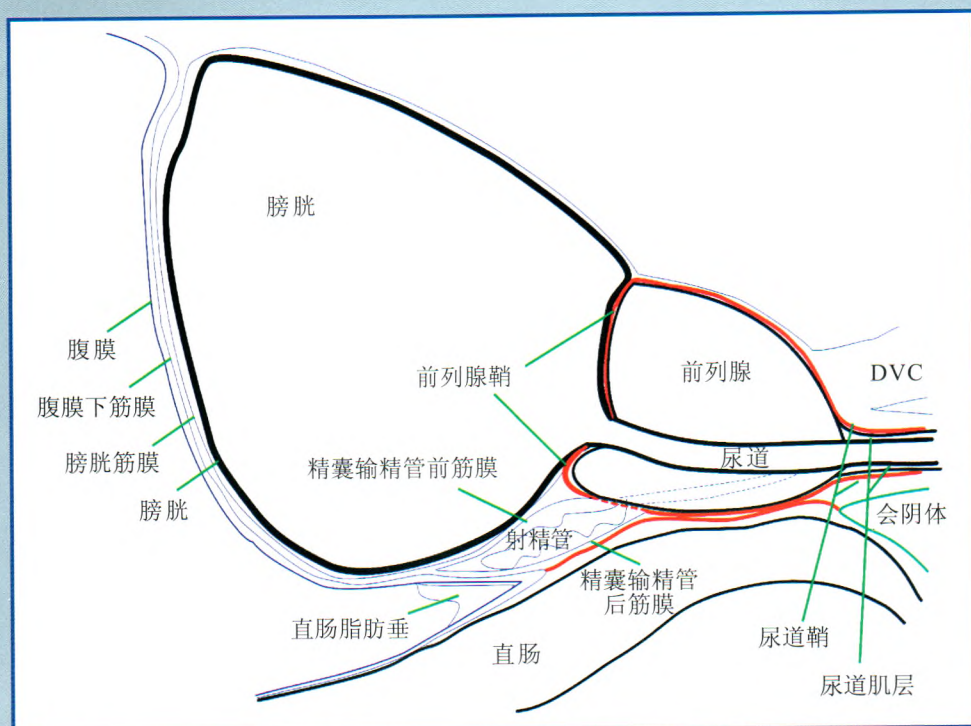 膀胱
腹膜
腹膜下筋膜
膀胱筋膜
膀胱
前列腺鞘
前列腺
DVC
尿道
精囊输精管前筋膜
射精管
会阴体
精囊输精管
后筋膜
直肠脂肪垂
直肠
尿道鞘
尿道肌层